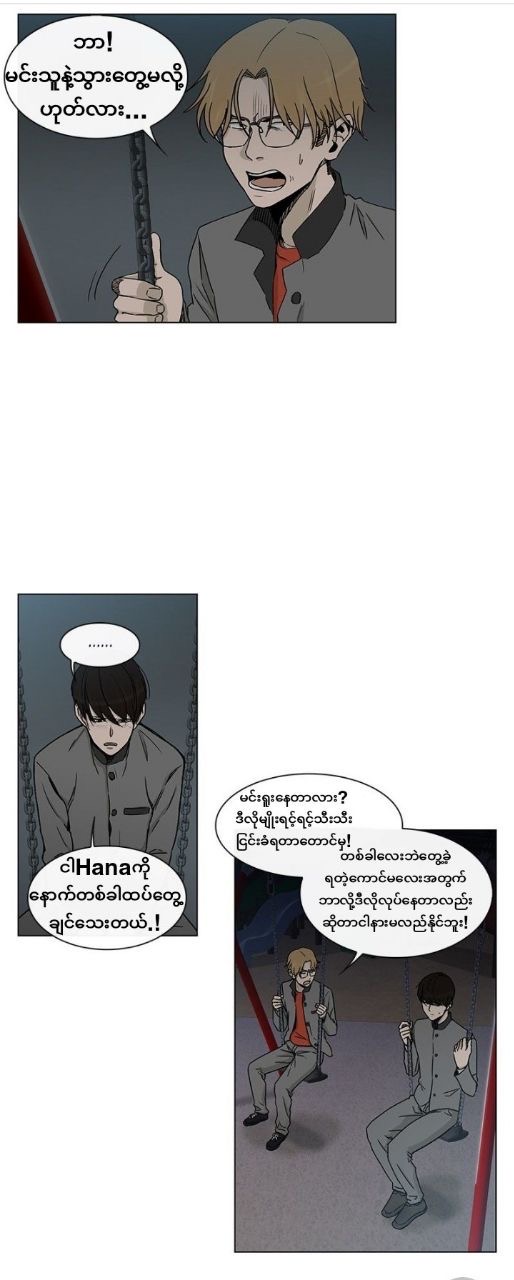 ဘာ!
မင်းသူနဲ့သွားတွေ့မလို့
ဟုတ်လား...
......
ငါHanaကို
နောက်တစ်ခါထပ်တွေ့
ချင်သေးတယ်.!
မင်းရူးနေတာလား?
ဒီလိုမျိုးရင့်ရင့်သီးသီး
ငြင်းခံရတာတောင်မှ!
တစ်ခါလေးဘဲတွေ့ခဲ့
ရတဲ့ကောင်မလေးအတွက်
ဘာလို့ဒီလိုလုပ်နေတာလည်း
ဆိုတာငါနားမလည်နိုင်ဘူး!